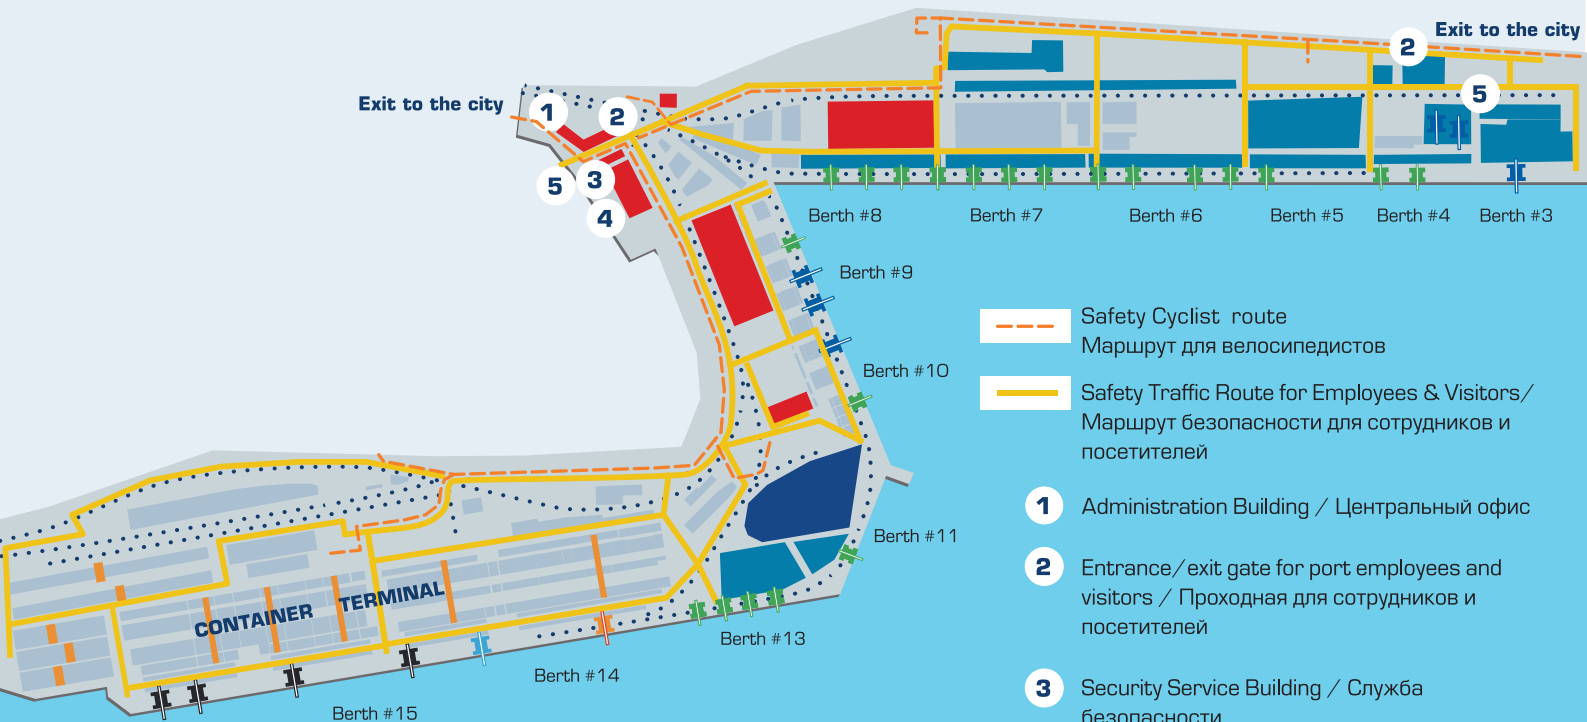 Exit to the city
2
Exit to the city
1
2
5
5
3
4
Berth #8
Berth #7
Berth #6
Berth #5
Berth #4
Berth #3
Berth #9
Berth #10
Berth #11
Berth #13
Berth #14
Berth #15
CONTAINER TERMINAL
Safety Cyclist route
Маршрут для велосипедистов
Safety Traffic Route for Employees & Visitors/
Маршрут безопасности для сотрудников и
посетителей
1 Administration Building / Центральный офис
2 Entrance/exit gate for port employees and
visitors / Проходная для сотрудников и
посетителей
3 Security Service Building / Служба
безопасности